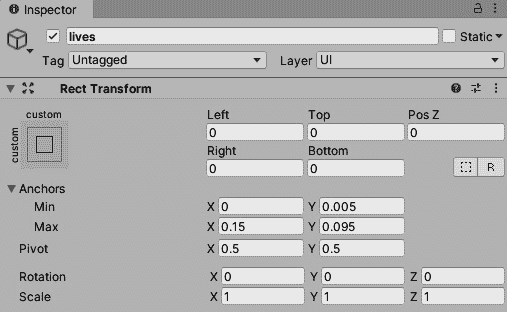 Inspector
lives Static
Tag Untagged Layer UI
Rect Transform
custom
custom
Left Top Pos Z
0 0 0
Right Bottom
0 0 R
Anchors
Min X 0 Y 0.005
Max X 0.15 Y 0.095
Pivot X 0.5 Y 0.5
Rotation X 0 Y 0 Z 0
Scale X 1 Y 1 Z 1